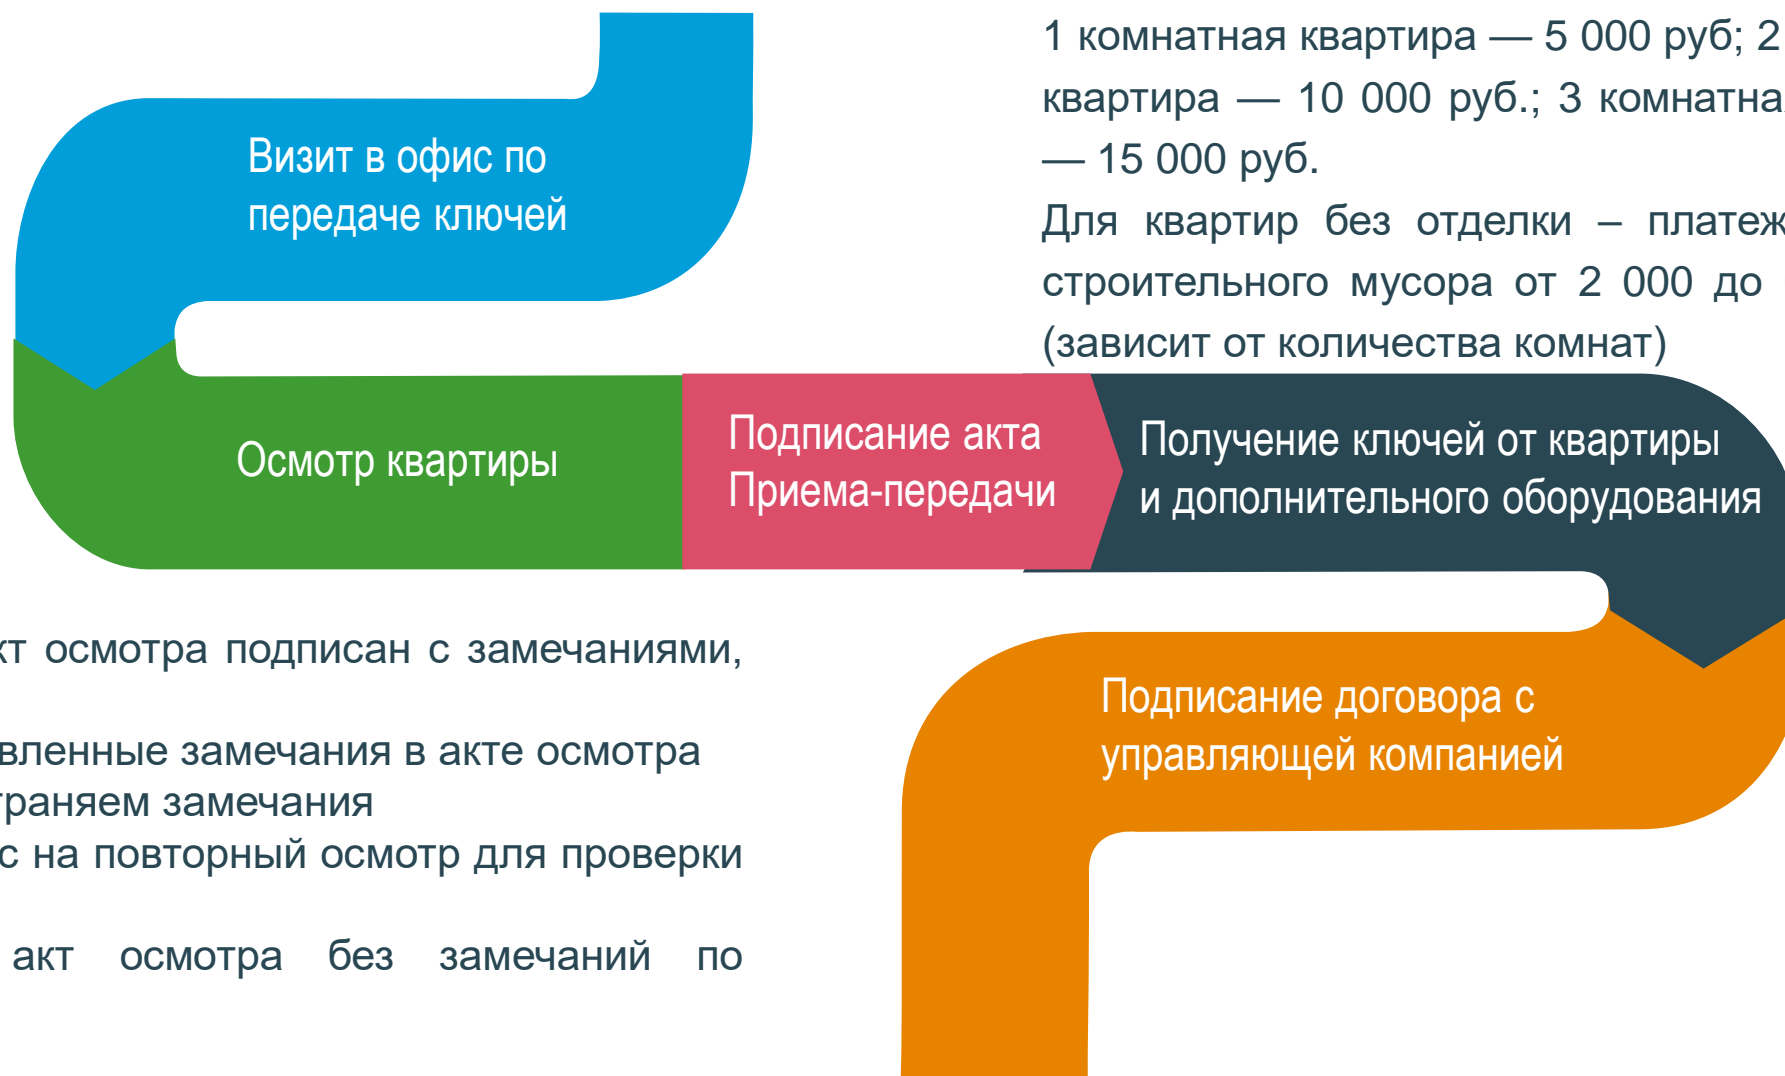 1 комнатная квартира — 5 000 руб; 2
квартира — 10 000 руб.; 3 комнатная
— 15 000 руб.
Для квартир без отделки – платеж
строительного мусора от 2 000 до
(зависит от количества комнат)
Визит в офис по
передаче ключей
Осмотр квартиры
Подписание акта
Приема-передачи
Получение ключей от квартиры
и дополнительного оборудования
кт осмотра подписан с замечаниями,
вленные замечания в акте осмотра
траняем замечания
с на повторный осмотр для проверки
акт осмотра без замечаний по
Подписание договора с
управляющей компанией